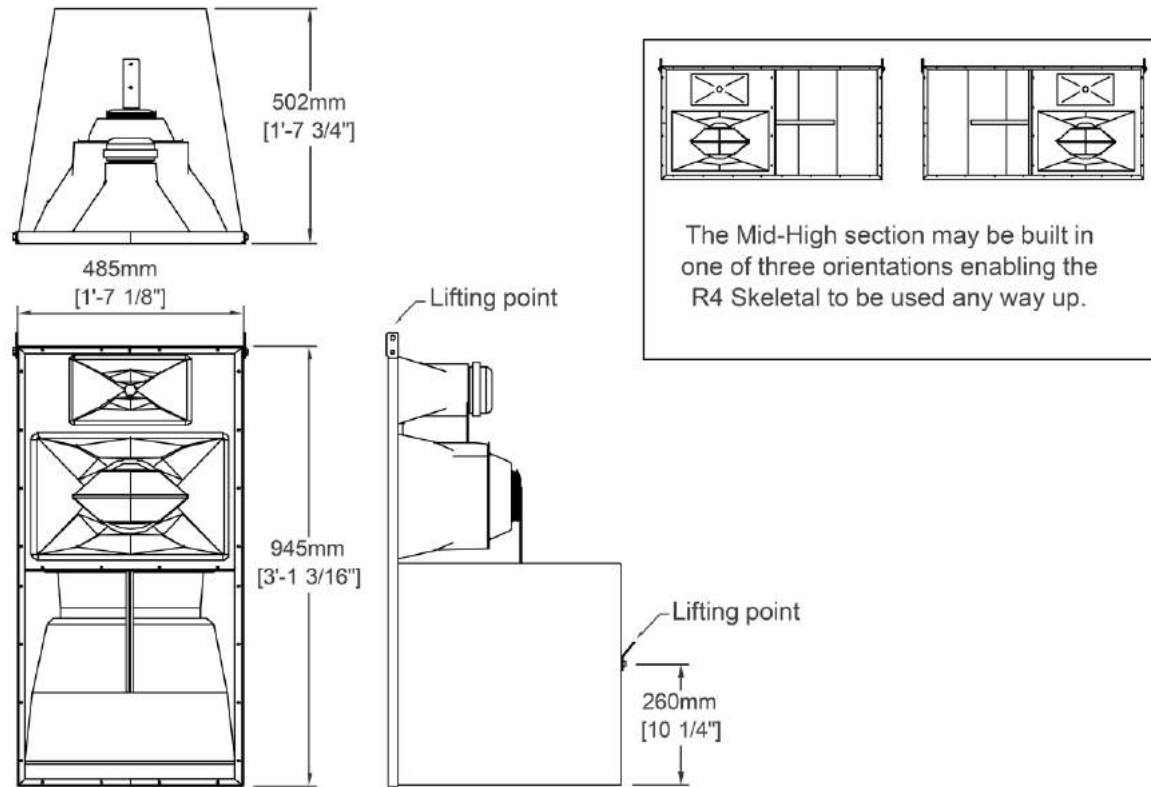 502mm
[1'-7 3/4"]
The Mid-High section may be built in
one of three orientations enabling the
R4 Skeletal to be used any way up.
485mm
[1'-7 1/8"]
Lifting point
945mm
[3'-1 3/16"]
Lifting point
260mm
[10 1/4"]